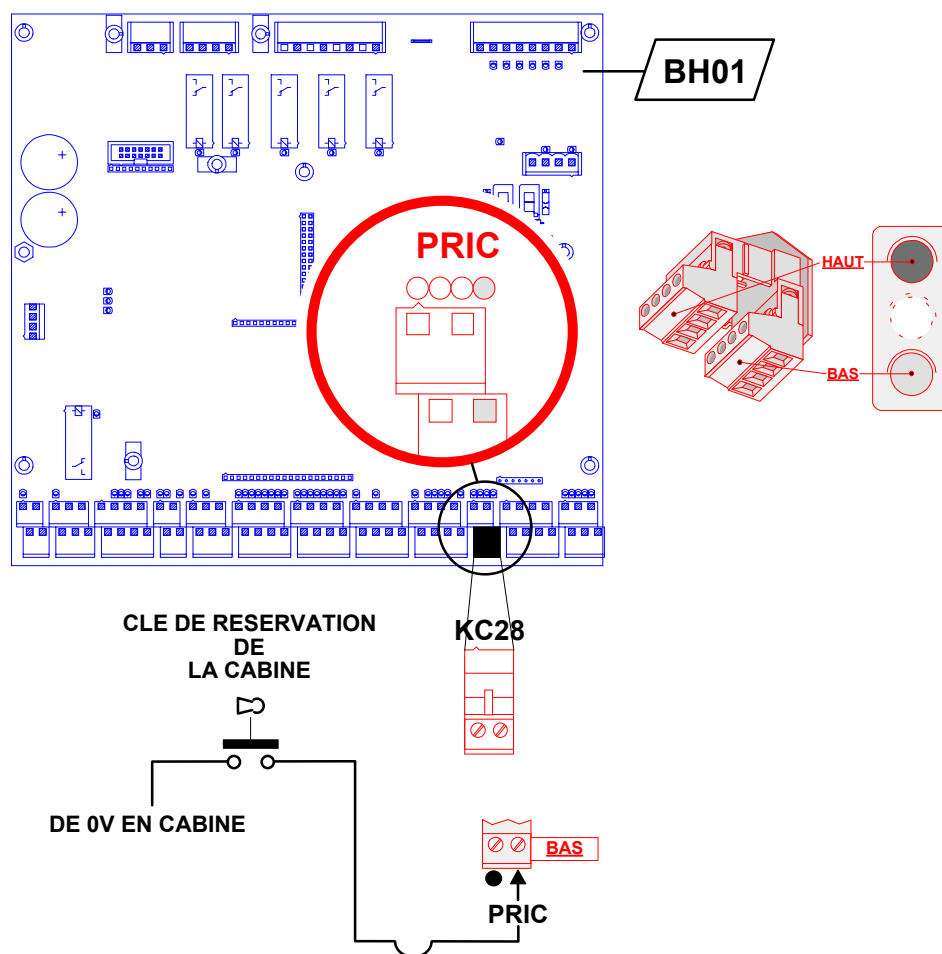 BH01
PRIC
HAUT
BAS
CLE DE RESERVATION
DE
LA CABINE
KC28
DE 0V EN CABINE
BAS
PRIC